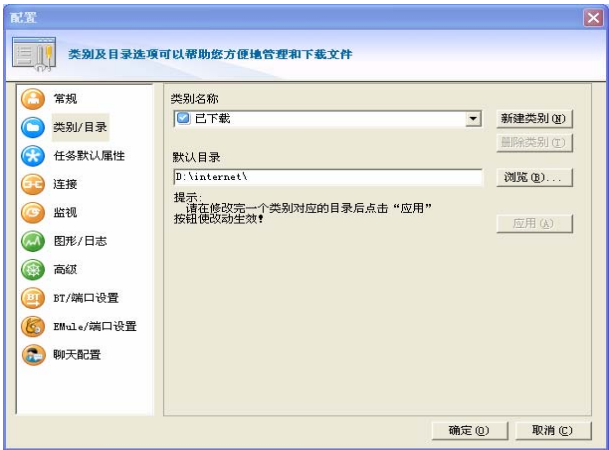 配置
类别及目录选项可以帮助您方便地管理和下载文件
常规
类别/目录
任务默认属性
连接
监视
图形/日志
高级
BT/端口设置
EMule/端口设置
聊天配置
类别名称
已下载
新建类别(N)
删除类别(T)
默认目录
D:\internet\
浏览(B)...
提示:
请在修改完一个类别对应的目录后点击“应用”
按钮使改动生效!
应用(A)
确定(O)
取消(C)